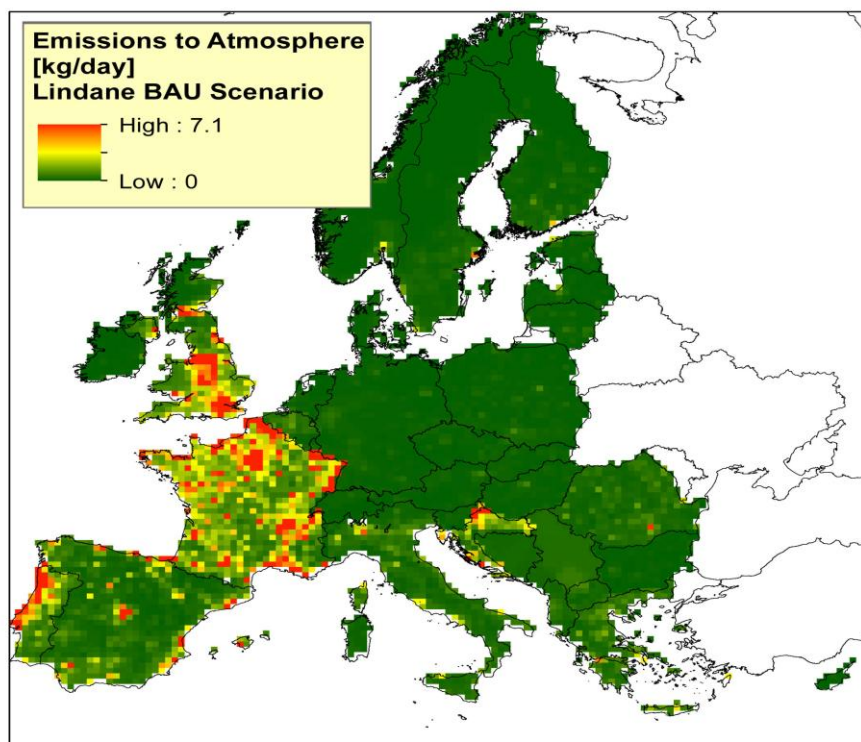 Emissions to Atmosphere
[kg/day]
Lindane BAU Scenario
High : 7.1
Low : 0